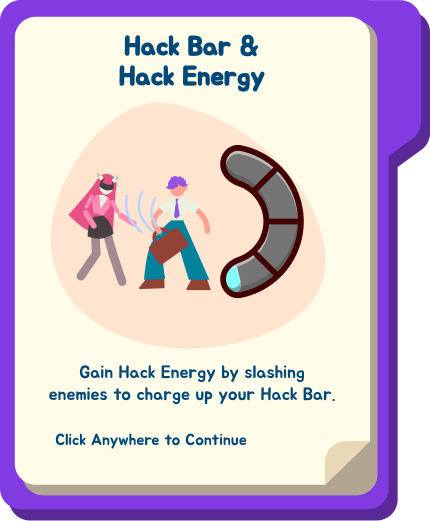 Hack Bar &
Hack Energy
Gain Hack Energy by slashing
enemies to charge up your Hack Bar.
Click Anywhere to Continue